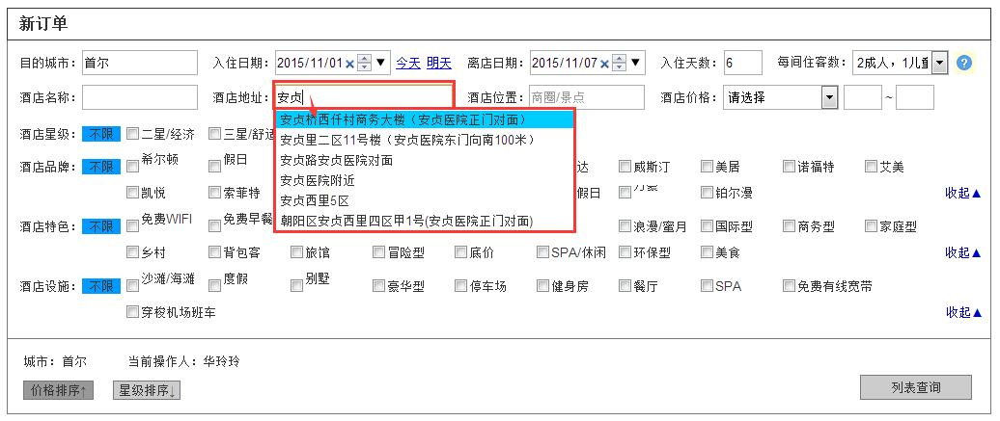 新订单
目的城市：首尔 入住日期：2015/11/01 今天 明天 离店日期：2015/11/07 入住天数：6 每间住客数：2成人，1儿童 ?
酒店名称： 酒店地址：安贞 酒店位置：商圈/景点 酒店价格：请选择 ~
安贞桥西仟村商务大楼（安贞医院正门对面）
安贞里二区11号楼（安贞医院东门向南100米）
安贞路安贞医院对面
安贞医院附近
安贞西里5区
朝阳区安贞西里四区甲1号(安贞医院正门对面)
酒店星级：不限 二星/经济 三星/舒适
酒店品牌：不限 希尔顿 假日 达 威斯汀 美居 诺福特 艾美
凯悦 索菲特 假日 万豪 铂尔漫 收起▲
酒店特色：不限 免费WIFI 免费早餐 浪漫/蜜月 国际型 商务型 家庭型
乡村 背包客 旅馆 冒险型 底价 SPA/休闲 环保型 美食 收起▲
酒店设施：不限 沙滩/海滩 度假 别墅 豪华型 停车场 健身房 餐厅 SPA 免费有线宽带
穿梭机场班车 收起▲
城市：首尔 当前操作人：华玲玲
价格排序↑ 星级排序↓ 列表查询